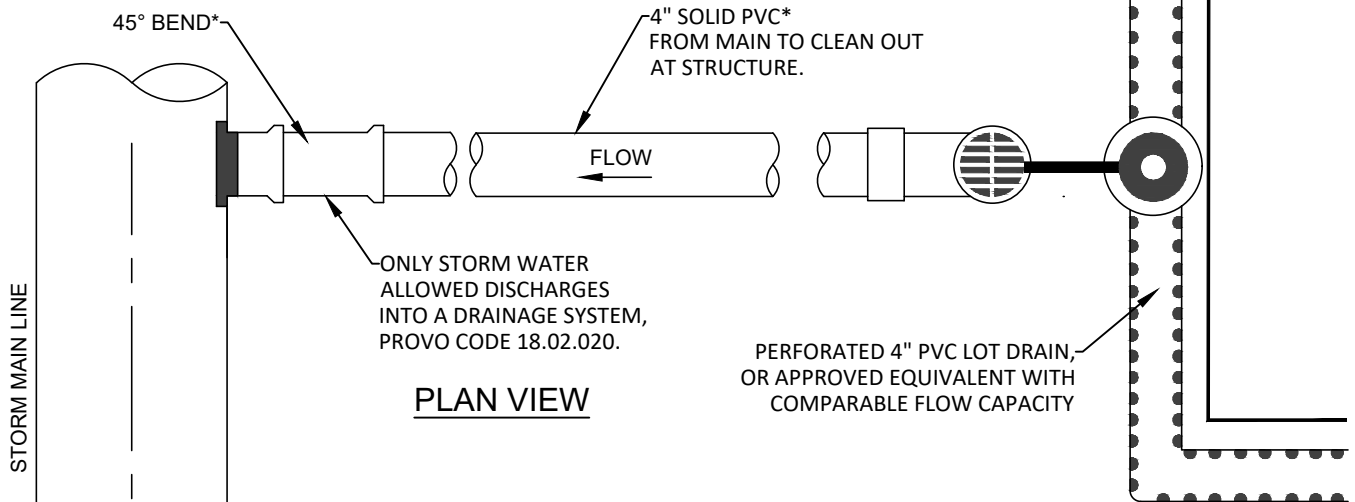 45° BEND*
4" SOLID PVC*
FROM MAIN TO CLEAN OUT
AT STRUCTURE.
FLOW
ONLY STORM WATER
ALLOWED DISCHARGES
INTO A DRAINAGE SYSTEM,
PROVO CODE 18.02.020.
PERFORATED 4" PVC LOT DRAIN,
OR APPROVED EQUIVALENT WITH
COMPARABLE FLOW CAPACITY
PLAN VIEW
STORM MAIN LINE